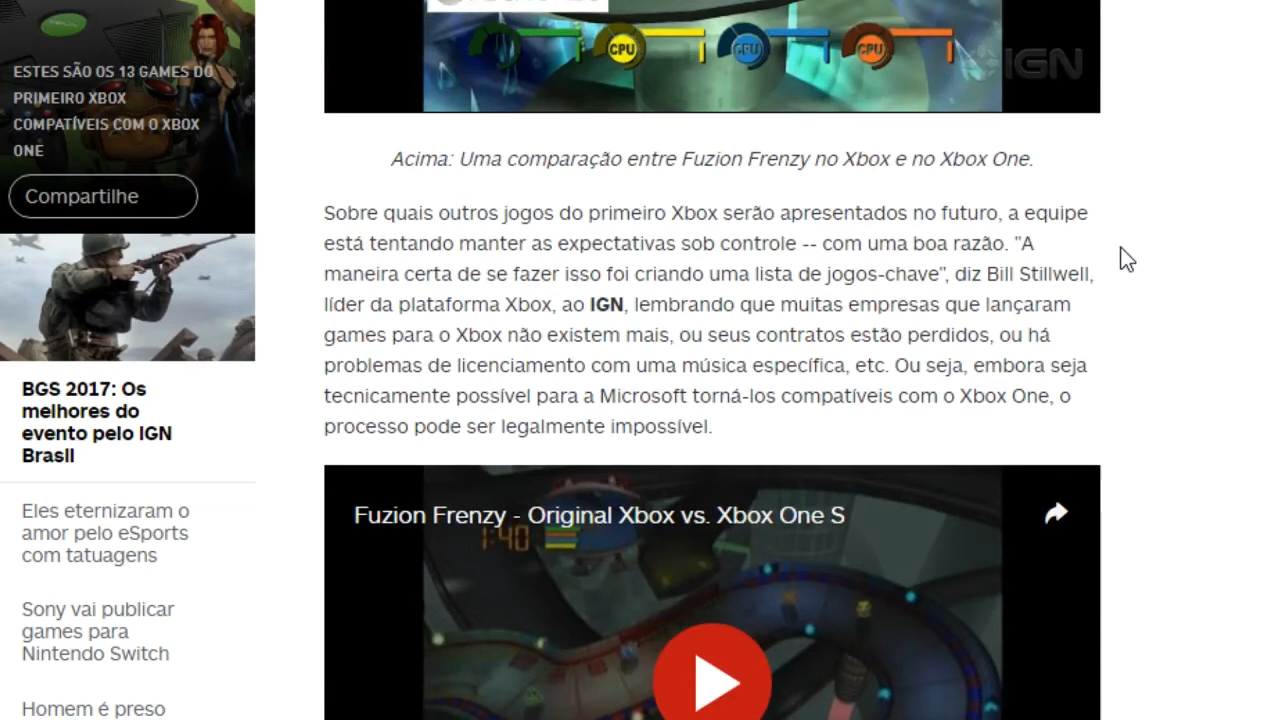 ESTES SÃO OS 13 GAMES DO
PRIMEIRO XBOX
COMPATÍVEIS COM O XBOX
ONE
Compartilhe
BGS 2017: Os
melhores do
evento pelo IGN
Brasil
Eles eternizaram o
amor pelo eSports
com tatuagens
Sony vai publicar
games para
Nintendo Switch
Homem é preso
CPU
CPU
CPU
IGN
Acima: Uma comparação entre Fuzion Frenzy no Xbox e no Xbox One.
Sobre quais outros jogos do primeiro Xbox serão apresentados no futuro, a equipe
está tentando manter as expectativas sob controle -- com uma boa razão. "A
maneira certa de se fazer isso foi criando uma lista de jogos-chave", diz Bill Stillwell,
líder da plataforma Xbox, ao IGN, lembrando que muitas empresas que lançaram
games para o Xbox não existem mais, ou seus contratos estão perdidos, ou há
problemas de licenciamento com uma música específica, etc. Ou seja, embora seja
tecnicamente possível para a Microsoft torná-los compatíveis com o Xbox One, o
processo pode ser legalmente impossível.
Fuzion Frenzy - Original Xbox vs. Xbox One S
1:40